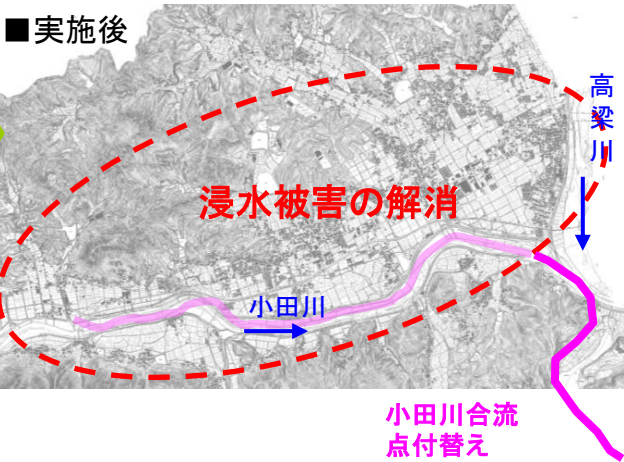 ■実施後
高梁川
浸水被害の解消
小田川
小田川合流
点付替え